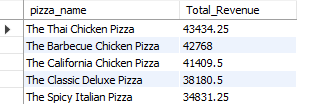 pizza_name Total_Revenue
The Thai Chicken Pizza 43434.25
The Barbecue Chicken Pizza 42768
The California Chicken Pizza 41409.5
The Classic Deluxe Pizza 38180.5
The Spicy Italian Pizza 34831.25